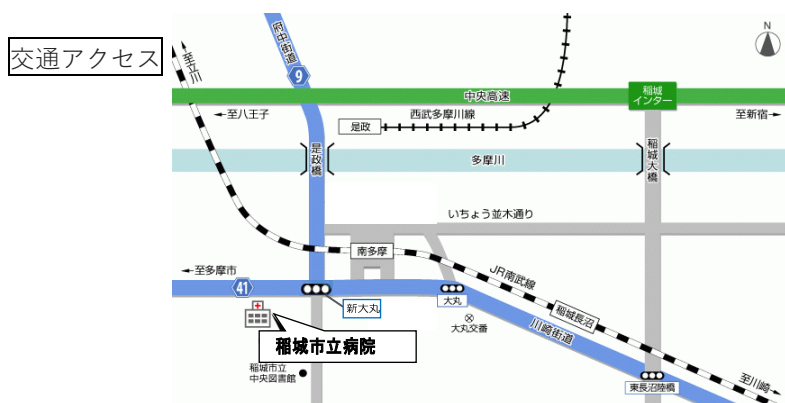 交通アクセス
N
至立川
府中街道
9
中央高速
稲城
インター
←至八王子
西武多摩川線
至新宿→
是政
是政橋
多摩川
稲城大橋
いちょう並木通り
南多摩
←至多摩市
JR南武線
41
新大丸
大丸
稲城長沼
大丸交番
川崎街道
稲城市立病院
稲城市立
中央図書館
東長沼陸橋
至川崎